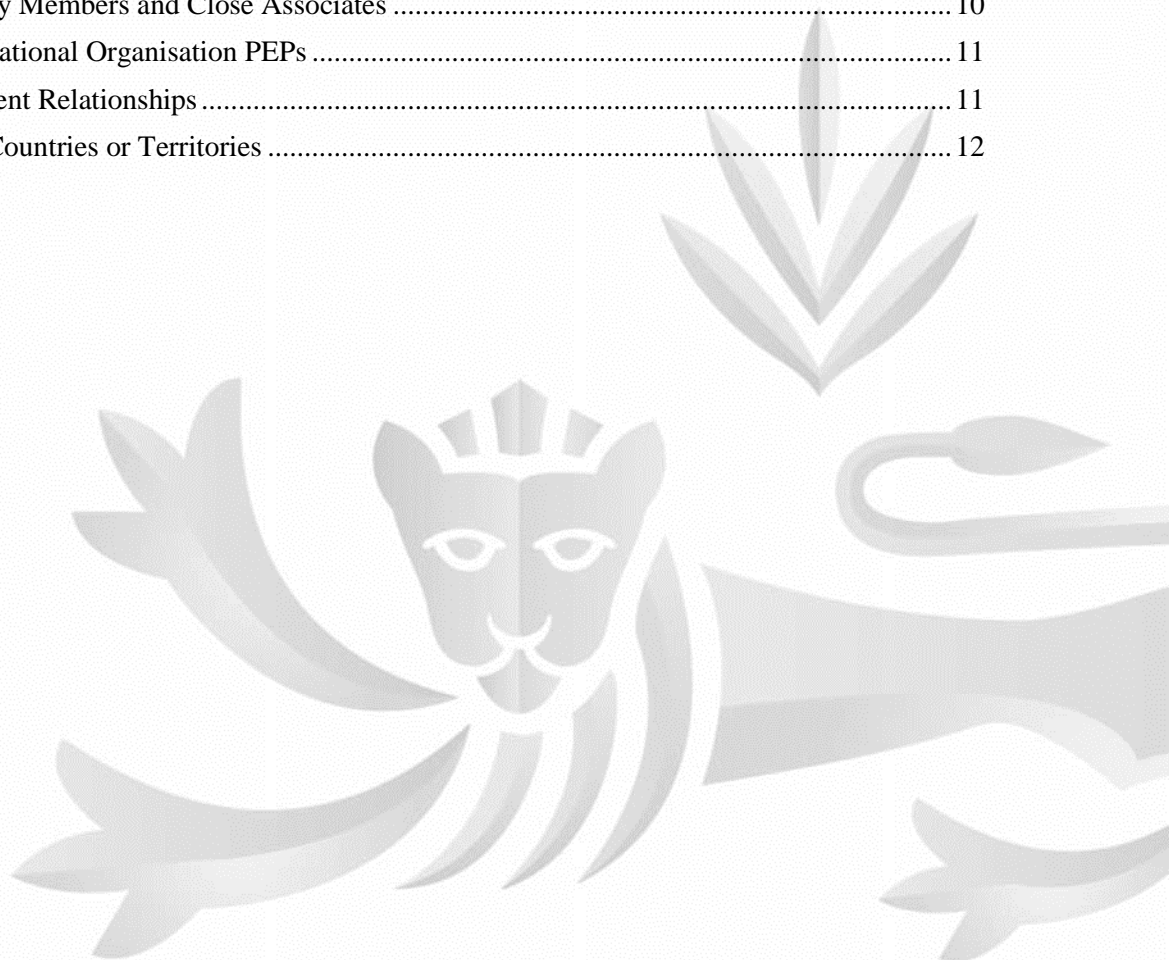 y Members and Close Associates ........................................................................... 10
ational Organisation PEPs ...................................................................................... 11
ent Relationships ..................................................................................................... 11
Countries or Territories ............................................................................................ 12